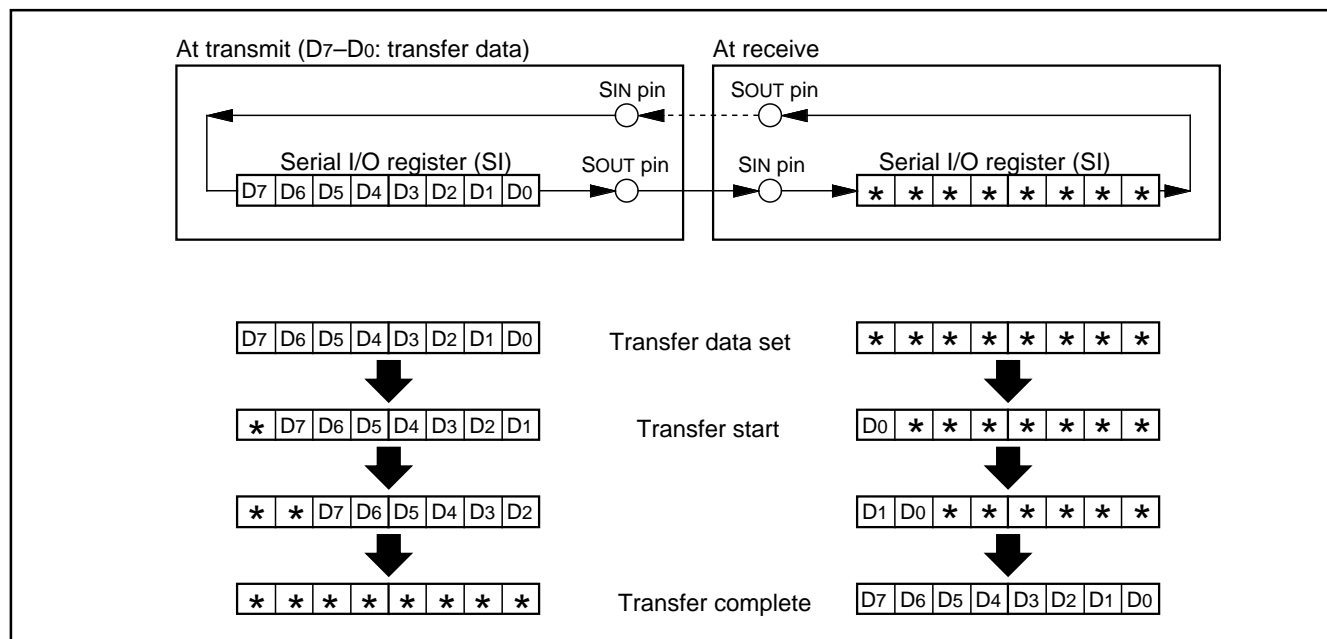 At transmit (D7–D0: transfer data)
At receive
SIN pin
SOUT pin
Serial I/O register (SI)
SOUT pin
SIN pin
Serial I/O register (SI)
D7 D6 D5 D4 D3 D2 D1 D0
* * * * * * * *
D7 D6 D5 D4 D3 D2 D1 D0
Transfer data set
* * * * * * * *
* D7 D6 D5 D4 D3 D2 D1
Transfer start
D0 * * * * * * *
* * D7 D6 D5 D4 D3 D2
D1 D0 * * * * * *
* * * * * * * *
Transfer complete
D7 D6 D5 D4 D3 D2 D1 D0